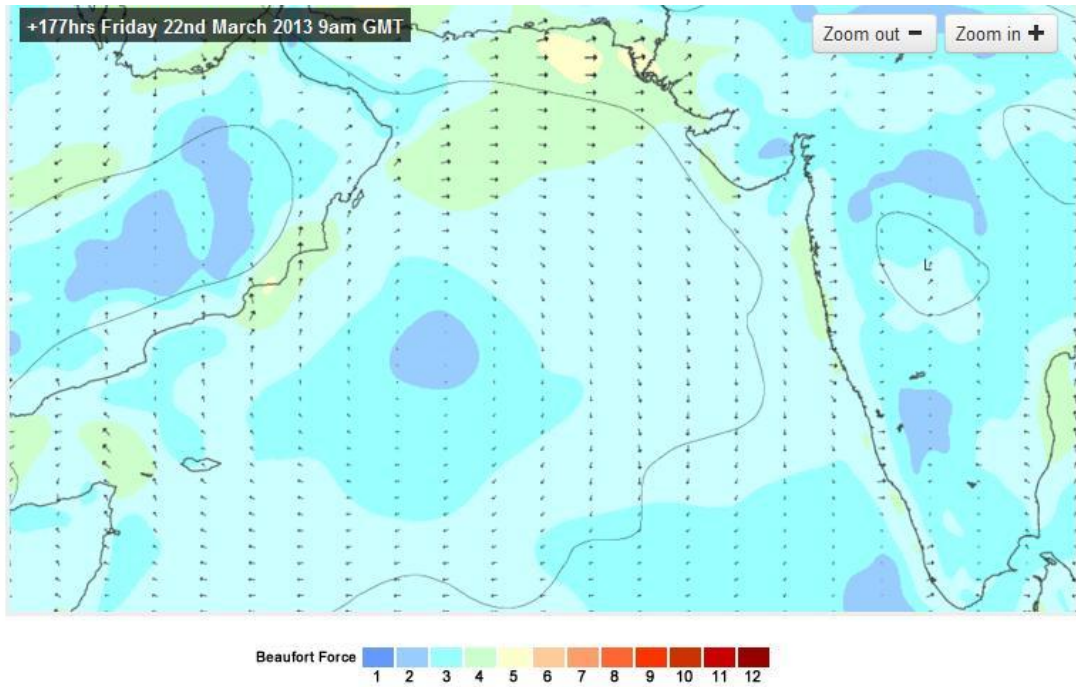 +177hrs Friday 22nd March 2013 9am GMT
Zoom out −
Zoom in +
L
Beaufort Force
1 2 3 4 5 6 7 8 9 10 11 12